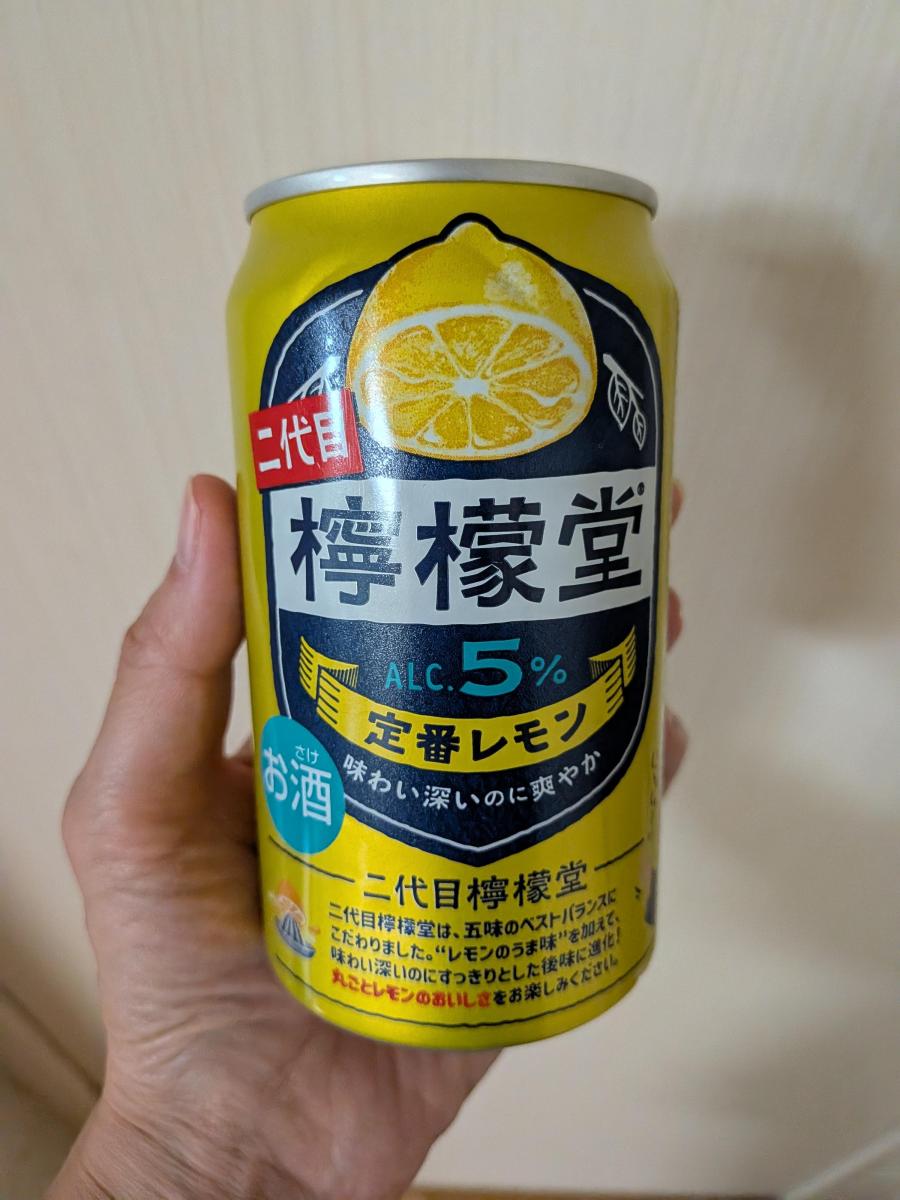 二代目
檸檬堂
ALC.5%
定番レモン
味わい深いのに爽やか
さけ
お酒
二代目檸檬堂
二代目檸檬堂は、五味のベストバランスに
こだわりました。“レモンのうま味”を加えて、
味わい深いのにすっきりとした後味に進化!
丸ごとレモンのおいしさをお楽しみください。